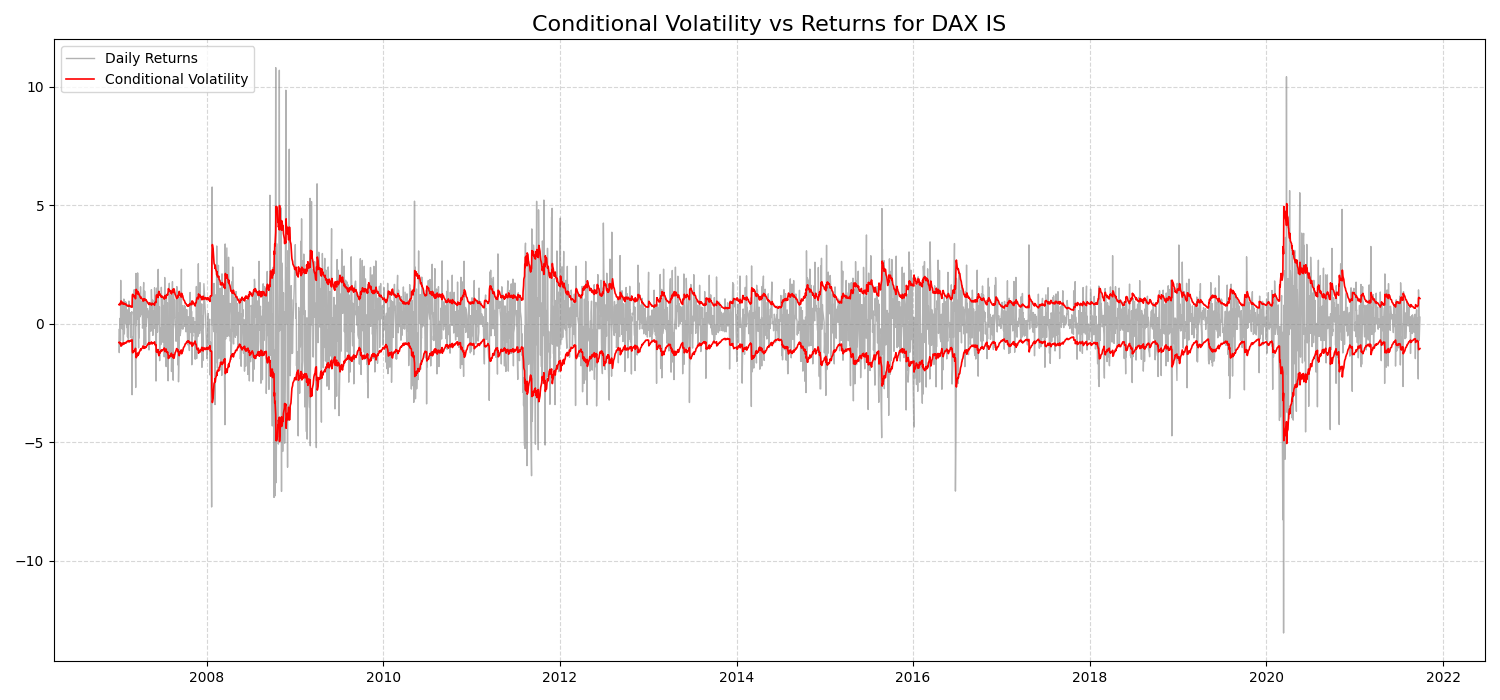 Conditional Volatility vs Returns for DAX IS
Daily Returns
Conditional Volatility
10
5
0
−5
−10
2008 2010 2012 2014 2016 2018 2020 2022